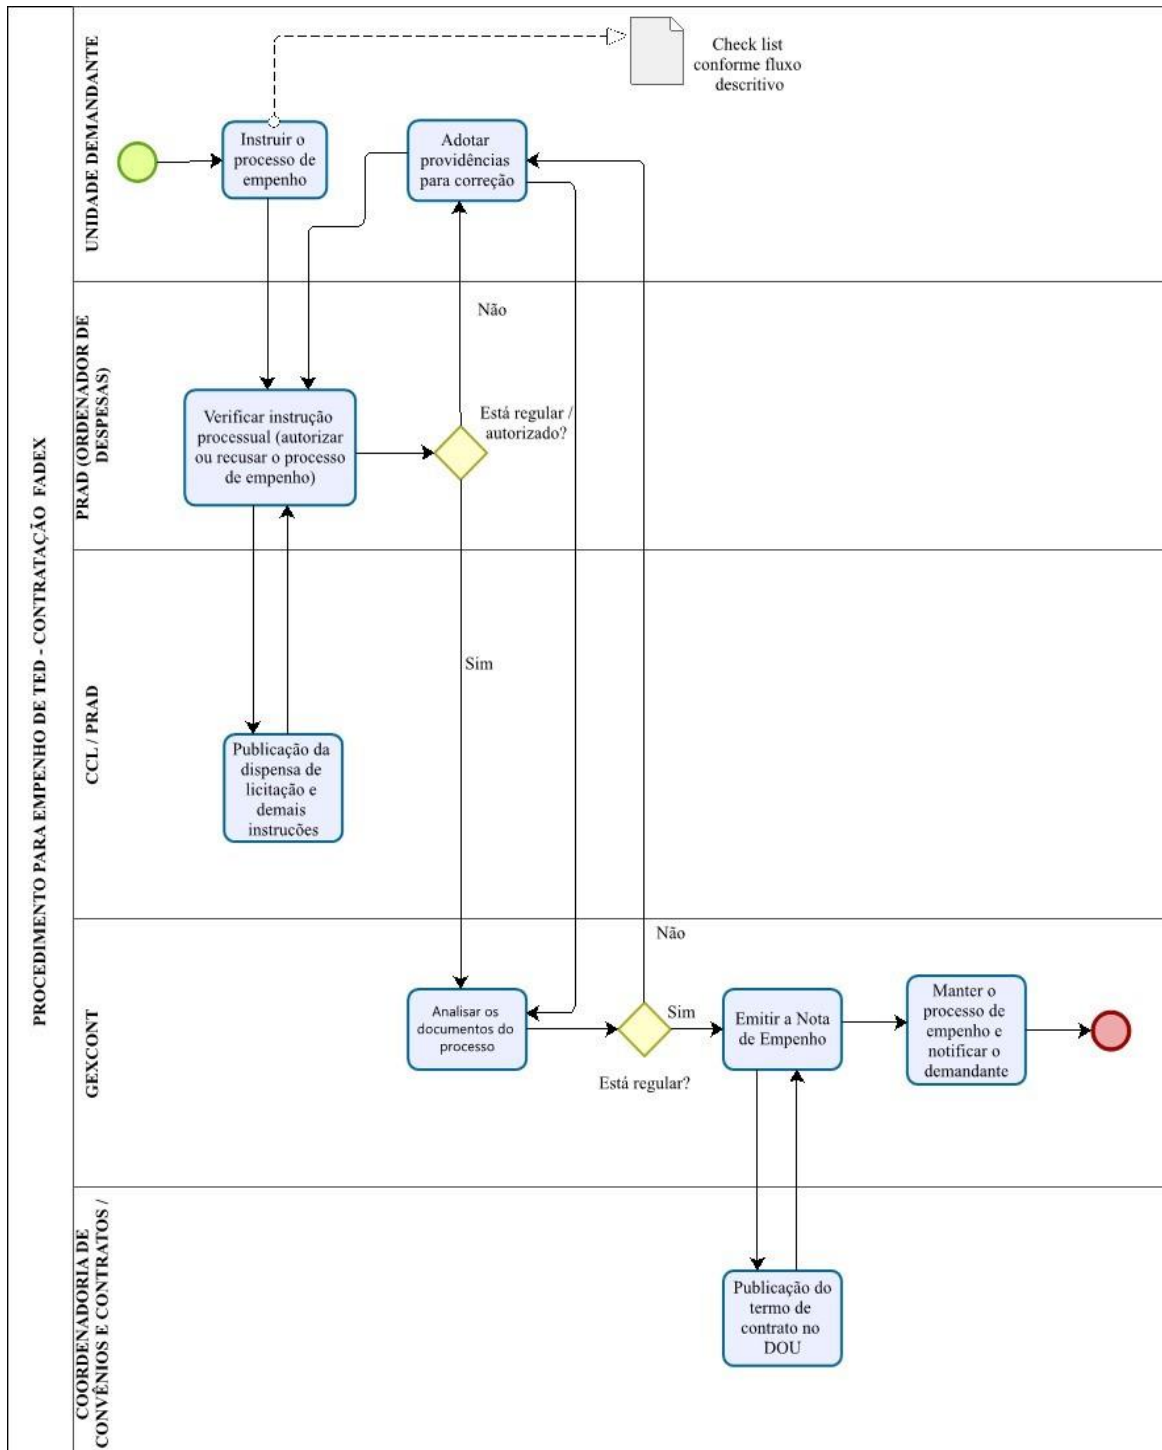 PROCEDIMENTO PARA EMPENHO DE TED - CONTRATAÇÃO FADEX
UNIDADE DEMANDANTE
Check list
conforme fluxo
descritivo
Instruir o
processo de
empenho
Adotar
providências
para correção
PRAD (ORDENADOR DE
DESPESAS)
Não
Verificar instrução
processual (autorizar
ou recusar o processo
de empenho)
Está regular /
autorizado?
CCL / PRAD
Sim
Publicação da
dispensa de
licitação e
demais
instrucões
GEXCONT
Não
Analisar os
documentos do
processo
Sim
Está regular?
Emitir a Nota
de Empenho
Manter o
processo de
empenho e
notificar o
demandante
COORDENADORIA DE
CONVÊNIOS E CONTRATOS /
Publicação do
termo de
contrato no
DOU